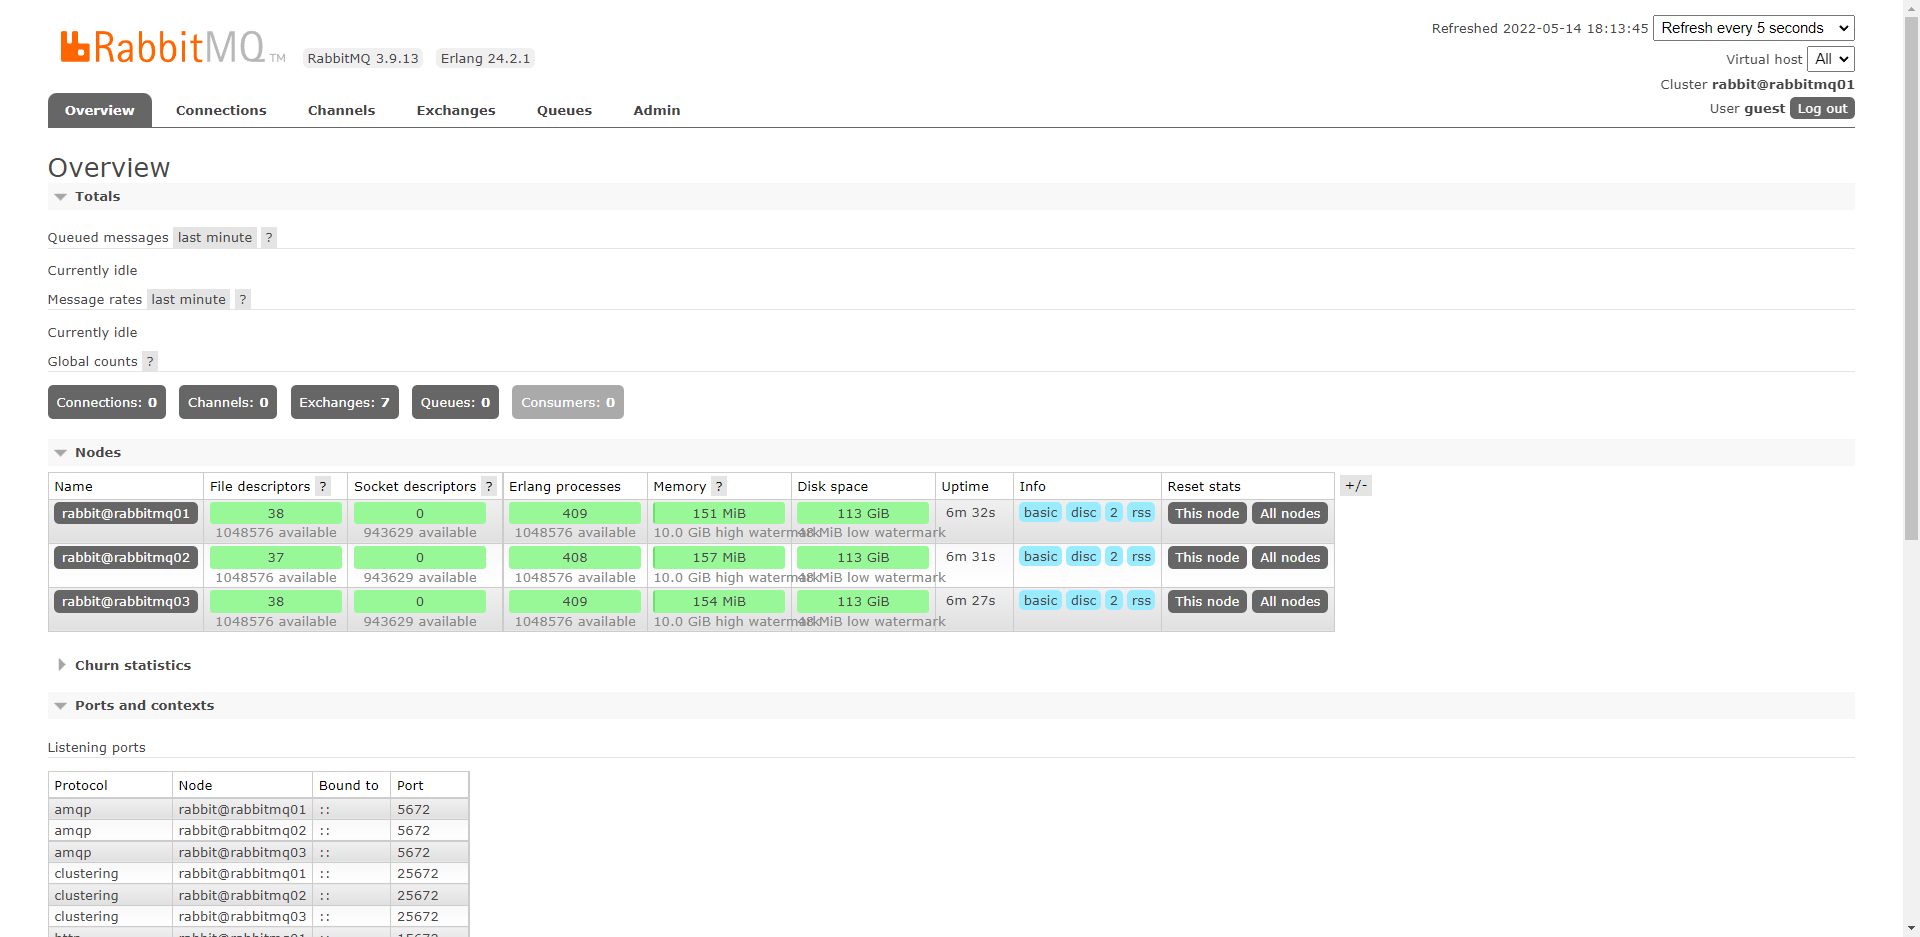 RabbitMQ TM RabbitMQ 3.9.13 Erlang 24.2.1
Refreshed 2022-05-14 18:13:45 Refresh every 5 seconds
Virtual host All
Cluster rabbit@rabbitmq01
User guest Log out
Overview Connections Channels Exchanges Queues Admin
Overview
Totals
Queued messages last minute ?
Currently idle
Message rates last minute ?
Currently idle
Global counts ?
Connections: 0 Channels: 0 Exchanges: 7 Queues: 0 Consumers: 0
Nodes
Name File descriptors ? Socket descriptors ? Erlang processes Memory ? Disk space Uptime Info Reset stats +/-
rabbit@rabbitmq01 38 0 409 151 MiB 113 GiB 6m 32s basic disc 2 rss This node All nodes
1048576 available 943629 available 1048576 available 10.0 GiB high watermark 48 MiB low watermark
rabbit@rabbitmq02 37 0 408 157 MiB 113 GiB 6m 31s basic disc 2 rss This node All nodes
1048576 available 943629 available 1048576 available 10.0 GiB high watermark 48 MiB low watermark
rabbit@rabbitmq03 38 0 409 154 MiB 113 GiB 6m 27s basic disc 2 rss This node All nodes
1048576 available 943629 available 1048576 available 10.0 GiB high watermark 48 MiB low watermark
Churn statistics
Ports and contexts
Listening ports
Protocol Node Bound to Port
amqp rabbit@rabbitmq01 :: 5672
amqp rabbit@rabbitmq02 :: 5672
amqp rabbit@rabbitmq03 :: 5672
clustering rabbit@rabbitmq01 :: 25672
clustering rabbit@rabbitmq02 :: 25672
clustering rabbit@rabbitmq03 :: 25672
http rabbit@rabbitmq01 :: 15672